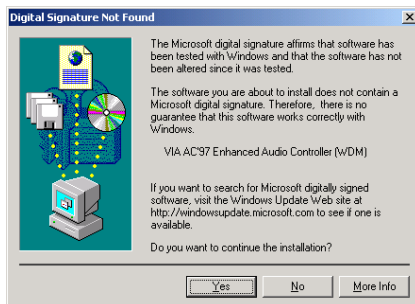 Digital Signature Not Found
The Microsoft digital signature affirms that software has
been tested with Windows and that the software has not
been altered since it was tested.
The software you are about to install does not contain a
Microsoft digital signature. Therefore, there is no
guarantee that this software works correctly with
Windows.
VIA AC'97 Enhanced Audio Controller (WDM)
If you want to search for Microsoft digitally signed
software, visit the Windows Update Web site at
http://windowsupdate.microsoft.com to see if one is
available.
Do you want to continue the installation?
Yes No More Info